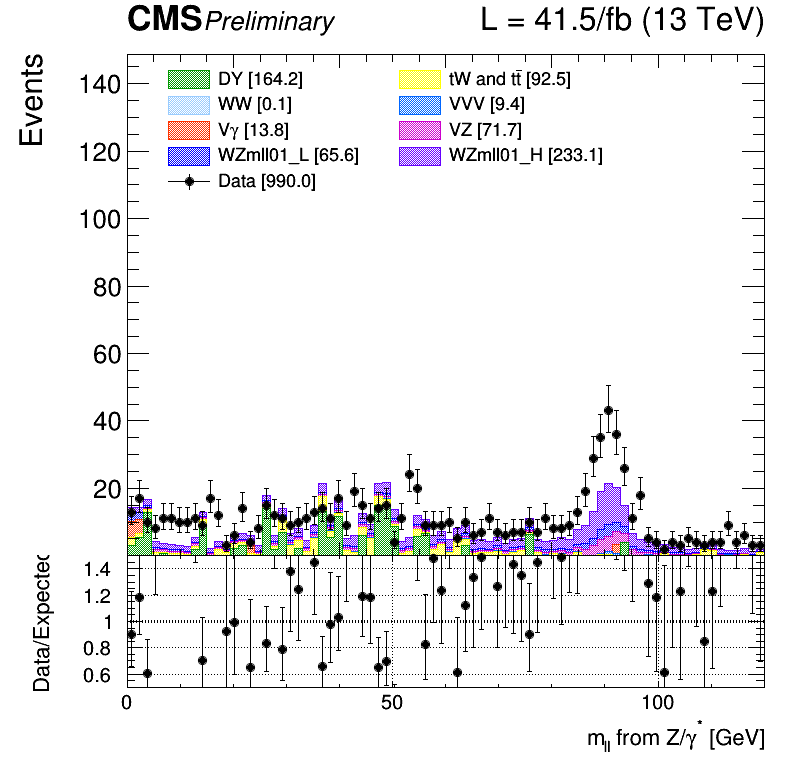 CMS Preliminary L = 41.5/fb (13 TeV)
Events
140
120
100
80
60
40
20
DY [164.2] tW and tt̄ [92.5]
WW [0.1] VVV [9.4]
Vγ [13.8] VZ [71.7]
WZmll01_L [65.6] WZmll01_H [233.1]
Data [990.0]
Data/Expected
1.4
1.2
1
0.8
0.6
0 50 100
m_ll from Z/γ* [GeV]